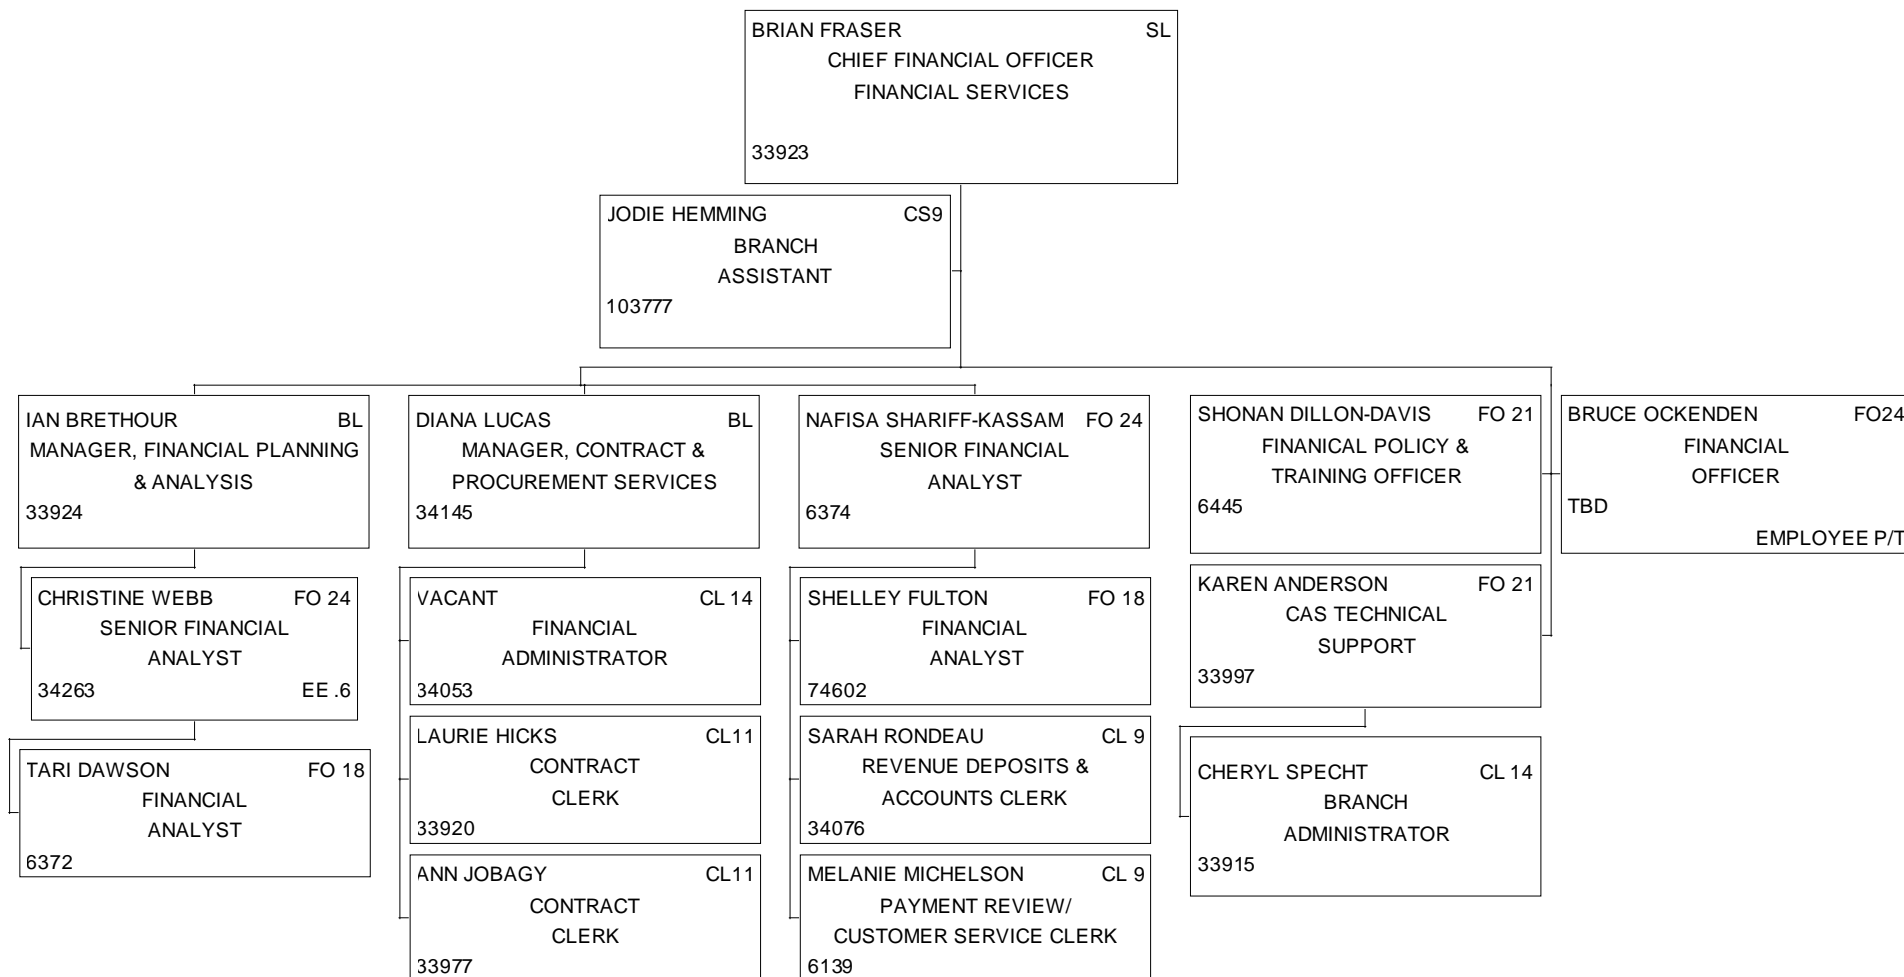 BRIAN FRASER SL
CHIEF FINANCIAL OFFICER
FINANCIAL SERVICES
33923
JODIE HEMMING CS9
BRANCH
ASSISTANT
103777
IAN BRETHOUR BL
MANAGER, FINANCIAL PLANNING
& ANALYSIS
33924
DIANA LUCAS BL
MANAGER, CONTRACT &
PROCUREMENT SERVICES
34145
NAFISA SHARIFF-KASSAM FO 24
SENIOR FINANCIAL
ANALYST
6374
SHONAN DILLON-DAVIS FO 21
FINANICAL POLICY &
TRAINING OFFICER
6445
BRUCE OCKENDEN FO24
FINANCIAL
OFFICER
TBD
EMPLOYEE P/T
CHRISTINE WEBB FO 24
SENIOR FINANCIAL
ANALYST
34263 EE .6
TARI DAWSON FO 18
FINANCIAL
ANALYST
6372
VACANT CL 14
FINANCIAL
ADMINISTRATOR
34053
LAURIE HICKS CL11
CONTRACT
CLERK
33920
ANN JOBAGY CL11
CONTRACT
CLERK
33977
SHELLEY FULTON FO 18
FINANCIAL
ANALYST
74602
SARAH RONDEAU CL 9
REVENUE DEPOSITS &
ACCOUNTS CLERK
34076
MELANIE MICHELSON CL 9
PAYMENT REVIEW/
CUSTOMER SERVICE CLERK
6139
KAREN ANDERSON FO 21
CAS TECHNICAL
SUPPORT
33997
CHERYL SPECHT CL 14
BRANCH
ADMINISTRATOR
33915